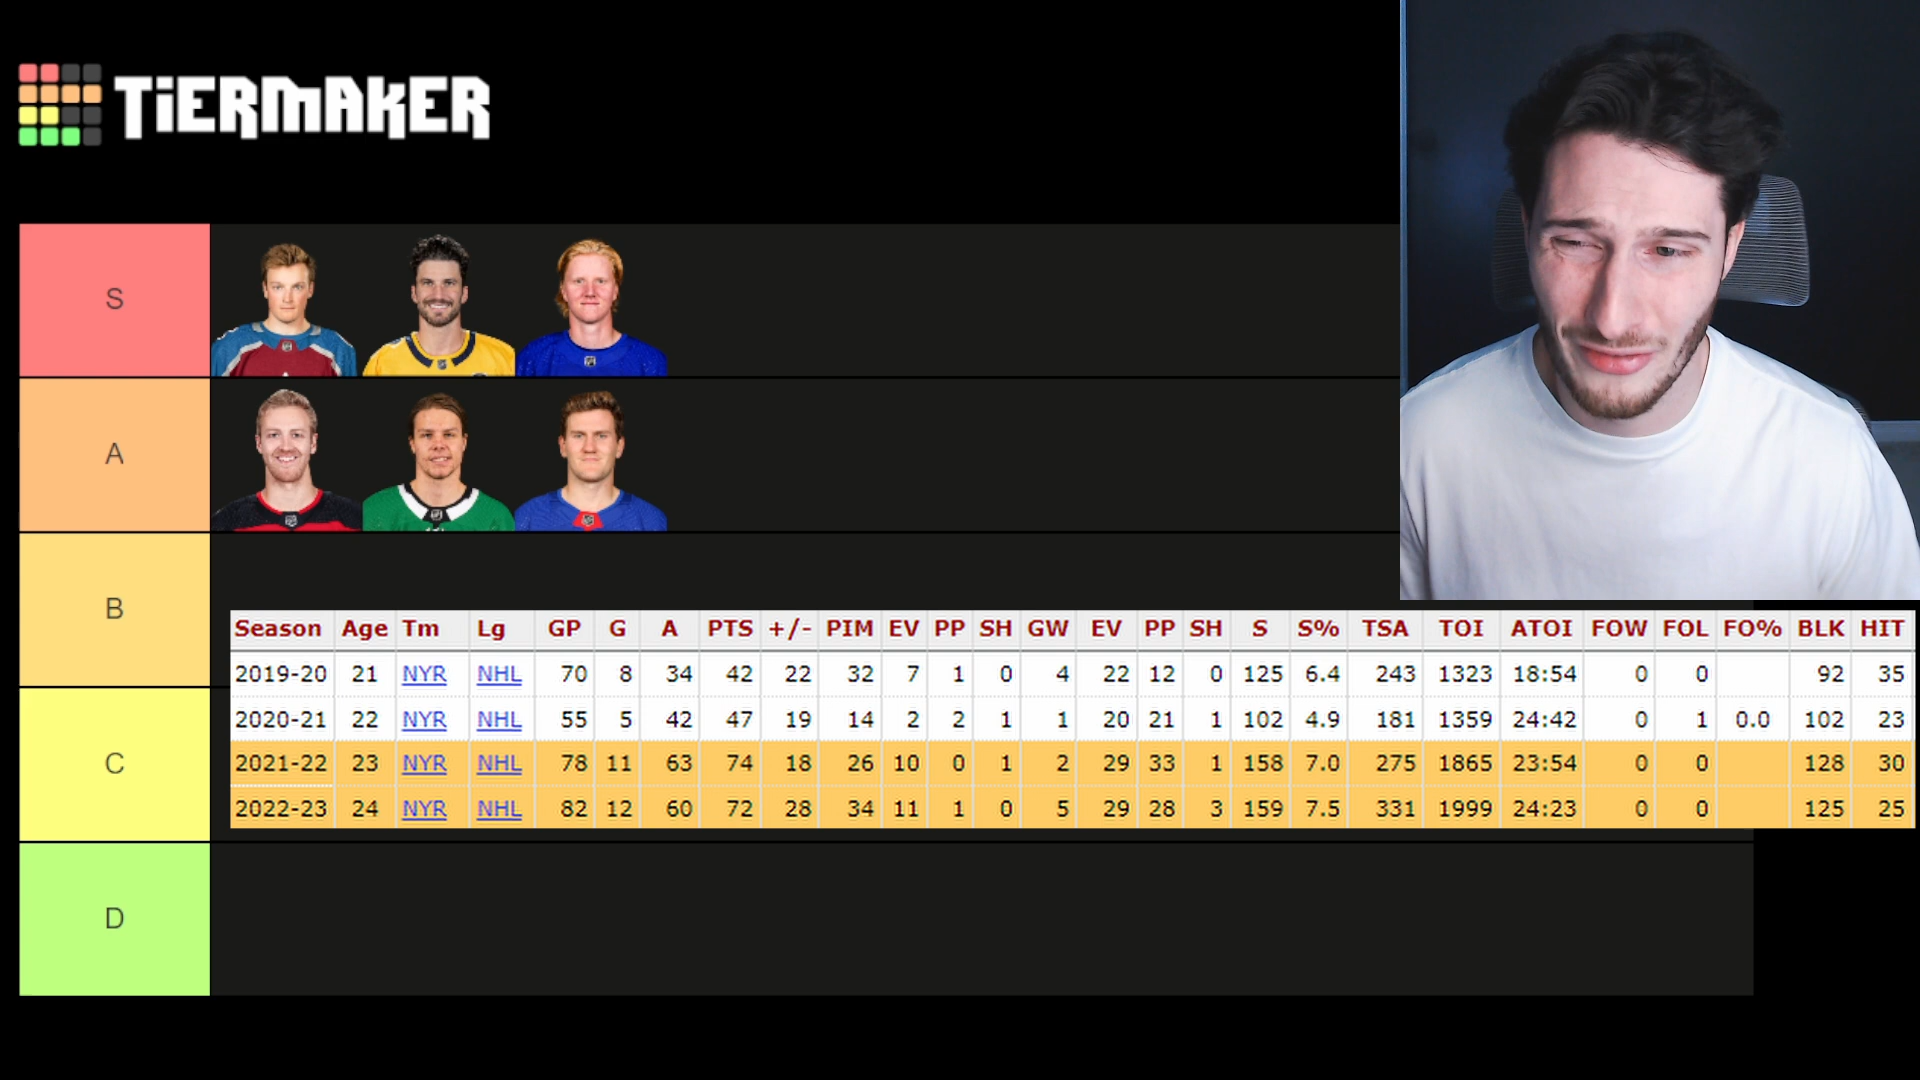 TiERMAKER
S
A
B
Season Age Tm Lg GP G A PTS +/- PIM EV PP SH GW EV PP SH S S% TSA TOI ATOI FOW FOL FO% BLK HIT
2019-20 21 NYR NHL 70 8 34 42 22 32 7 1 0 4 22 12 0 125 6.4 243 1323 18:54 0 0 92 35
2020-21 22 NYR NHL 55 5 42 47 19 14 2 2 1 1 20 21 1 102 4.9 181 1359 24:42 0 1 0.0 102 23
C
2021-22 23 NYR NHL 78 11 63 74 18 26 10 0 1 2 29 33 1 158 7.0 275 1865 23:54 0 0 128 30
2022-23 24 NYR NHL 82 12 60 72 28 34 11 1 0 5 29 28 3 159 7.5 331 1999 24:23 0 0 125 25
D